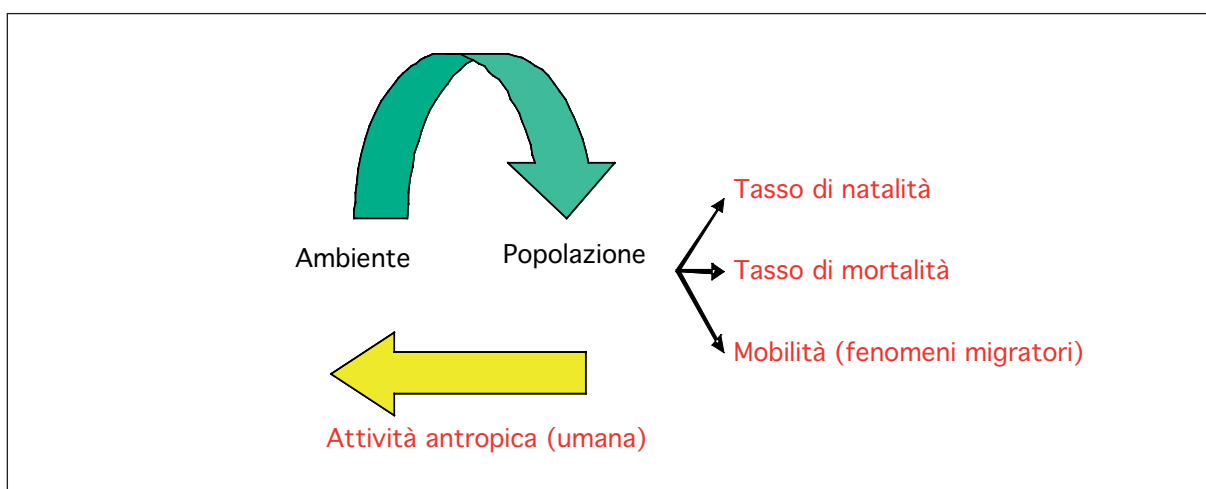 Ambiente
Popolazione
Tasso di natalità
Tasso di mortalità
Mobilità (fenomeni migratori)
Attività antropica (umana)